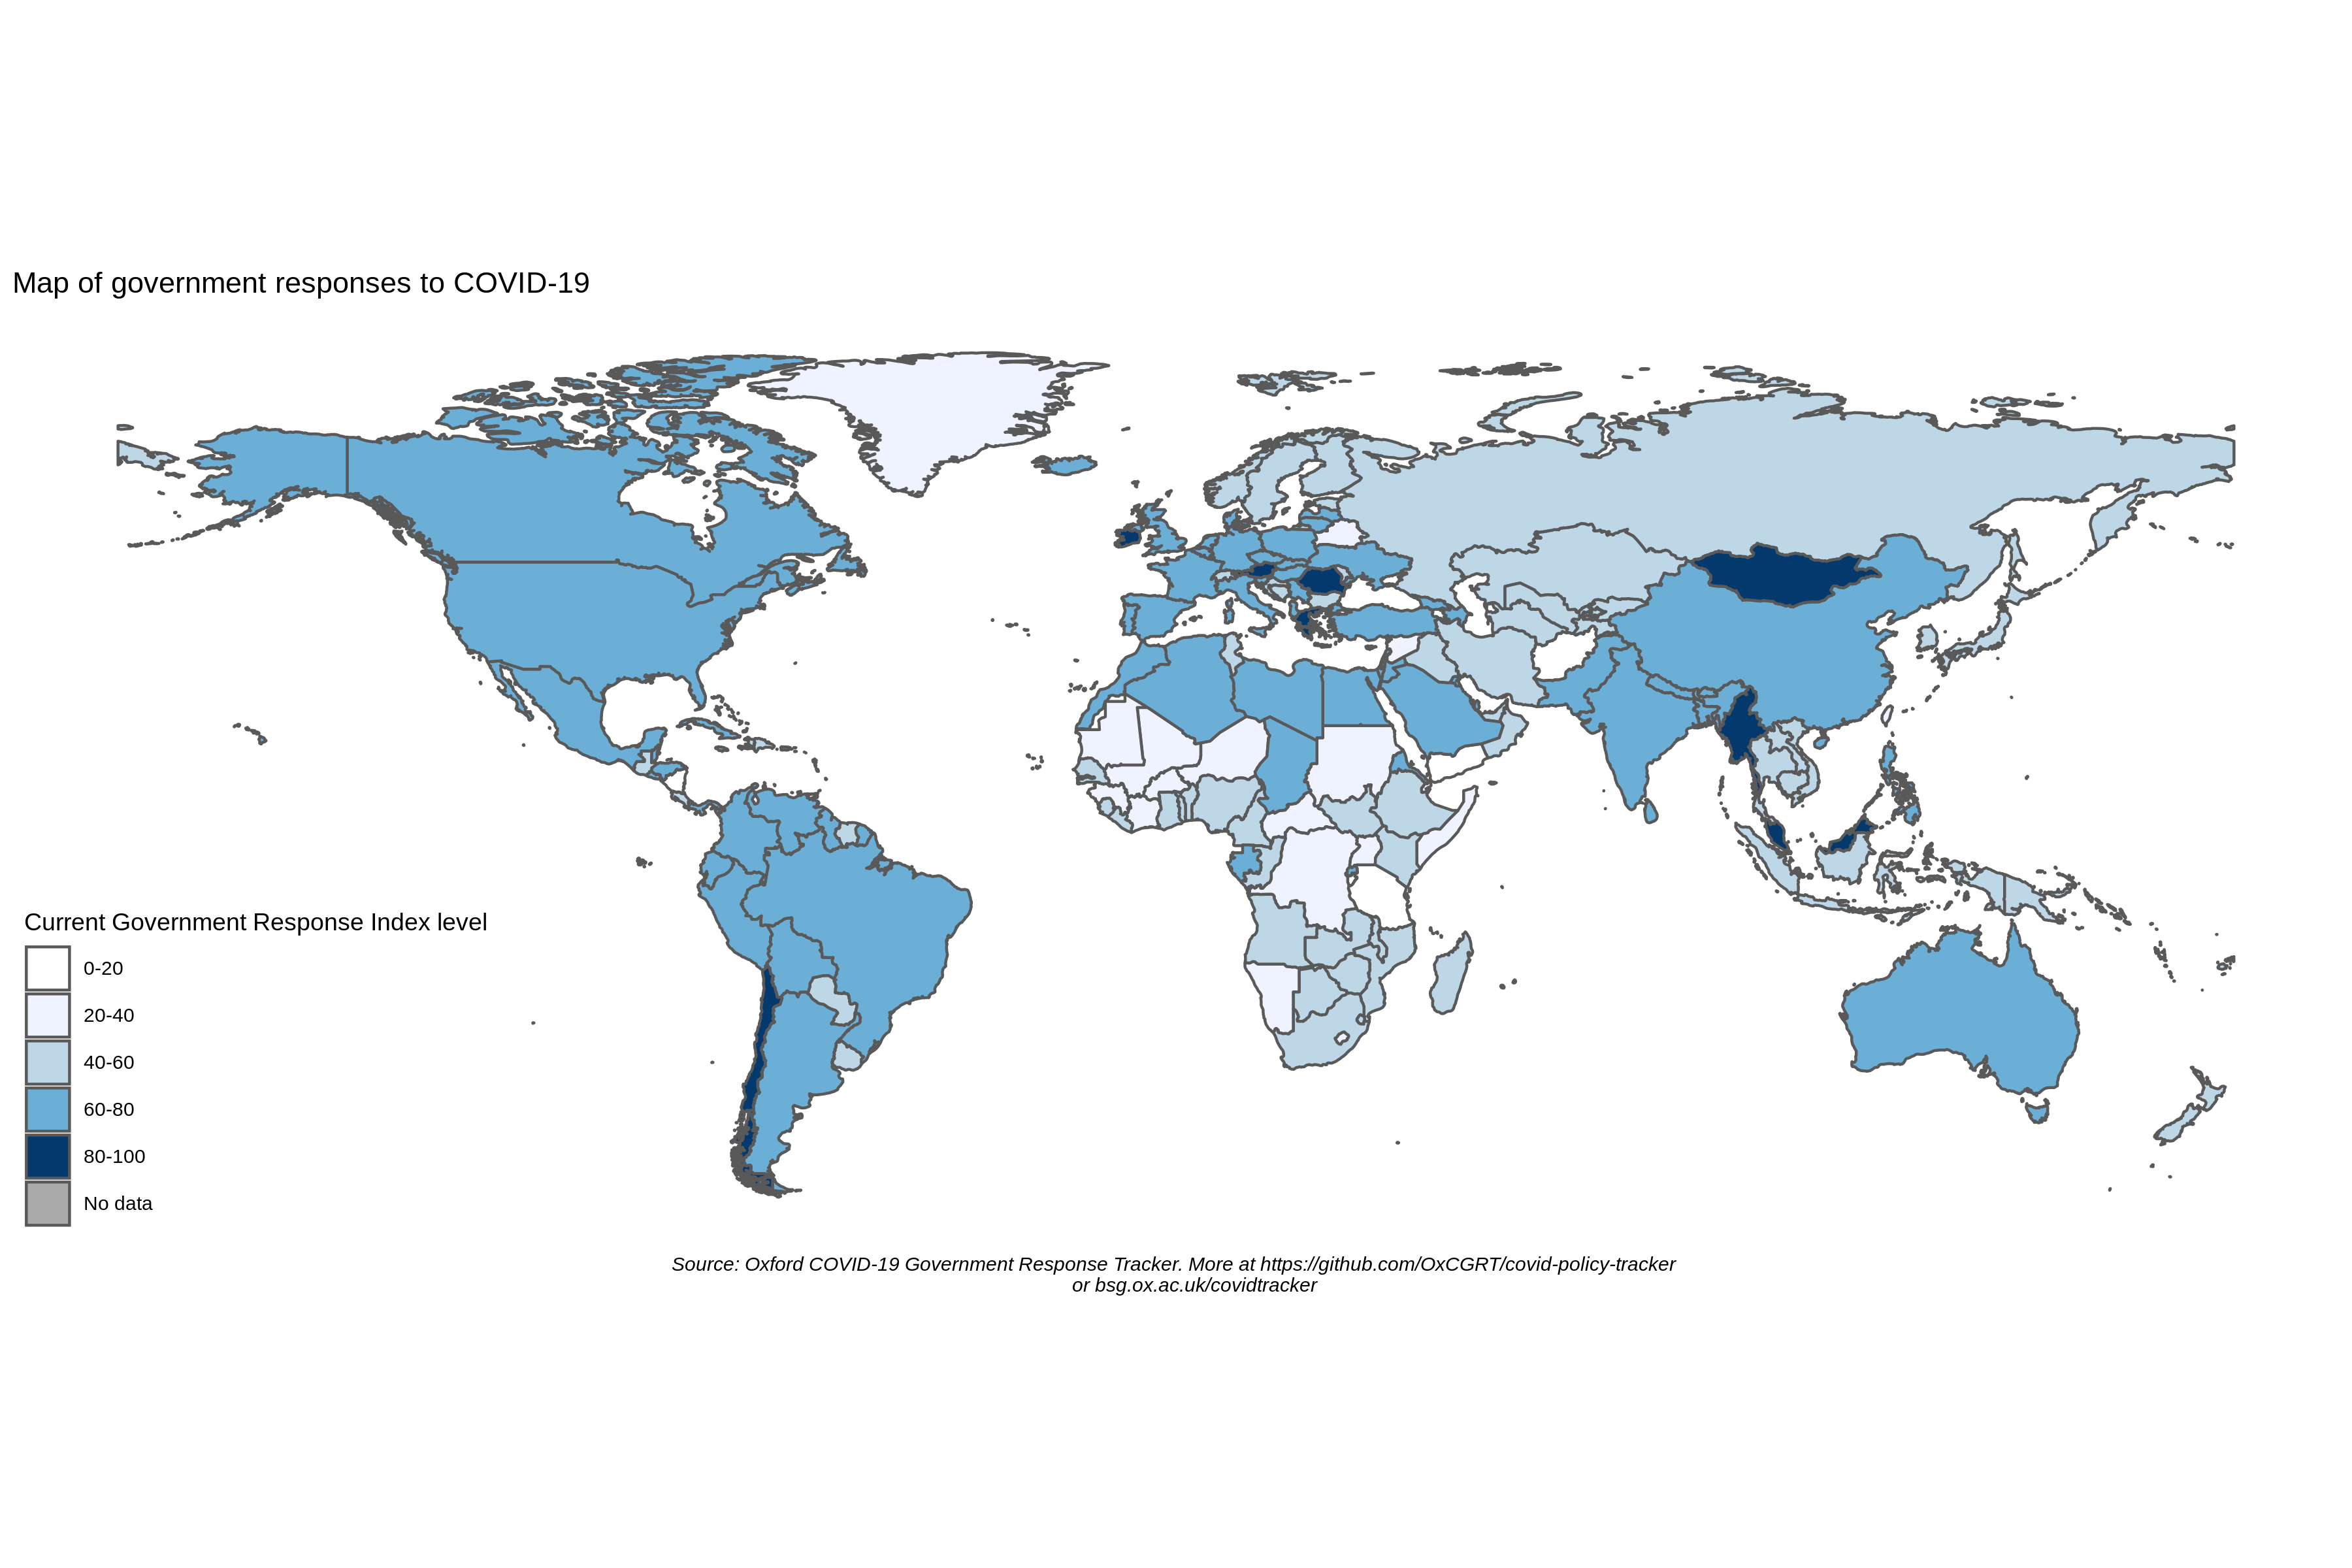 Map of government responses to COVID-19
Current Government Response Index level
0-20
20-40
40-60
60-80
80-100
No data
Source: Oxford COVID-19 Government Response Tracker. More at https://github.com/OxCGRT/covid-policy-tracker
or bsg.ox.ac.uk/covidtracker